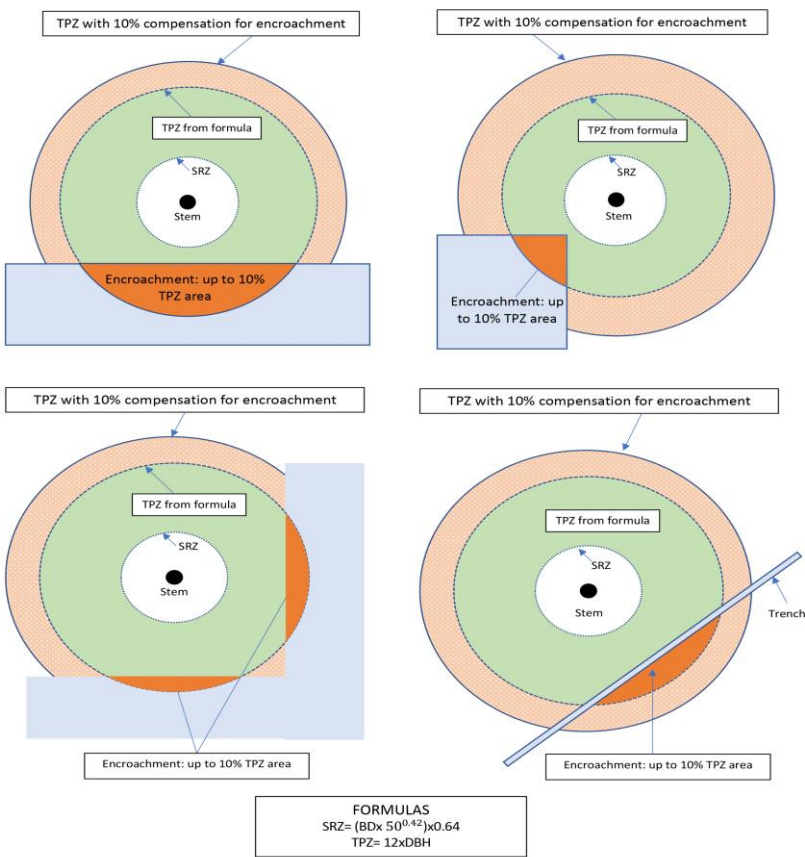 TPZ with 10% compensation for encroachment
TPZ from formula
SRZ
Stem
Encroachment: up to 10%
TPZ area
TPZ with 10% compensation for encroachment
TPZ from formula
SRZ
Stem
Encroachment: up
to 10% TPZ area
TPZ with 10% compensation for encroachment
TPZ from formula
SRZ
Stem
Encroachment: up to 10% TPZ area
TPZ with 10% compensation for encroachment
TPZ from formula
SRZ
Stem
Trench
Encroachment: up to 10% TPZ area
FORMULAS
SRZ= (BDx 50^0.42)x0.64
TPZ= 12xDBH